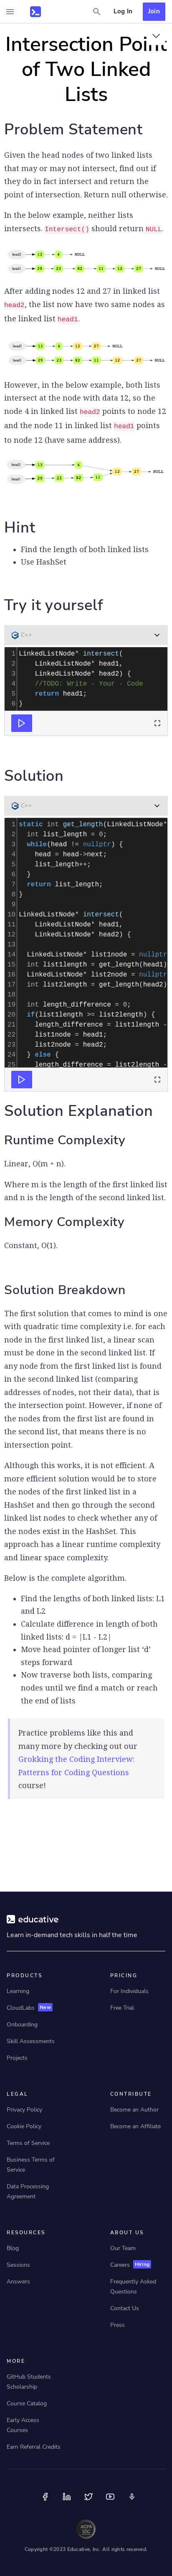 Log In
Join
Intersection Point
of Two Linked
Lists
Problem Statement
Given the head nodes of two linked lists
that may or may not intersect, find out if
they do in fact intersect and return the
point of intersection. Return null otherwise.
In the below example, neither lists
intersects. Intersect() should return NULL.
head2 13 4 NULL
head1 29 23 82 11 12 27 NULL
After adding nodes 12 and 27 in linked list
head2, the list now have two same nodes as
the linked list head1.
head2 13 4 12 27 NULL
head1 29 23 82 11 12 27 NULL
However, in the below example, both lists
intersect at the node with data 12, so the
node 4 in linked list head2 points to node 12
and the node 11 in linked list head1 points
to node 12 (have same address).
head2 13 4
12 27 NULL
head1 29 23 82 11
Hint
Find the length of both linked lists
Use HashSet
Try it yourself
C++
1 LinkedListNode* intersect(
2 LinkedListNode* head1,
3 LinkedListNode* head2) {
4 //TODO: Write - Your - Code
5 return head1;
6 }
Solution
C++
1 static int get_length(LinkedListNode*
2 int list_length = 0;
3 while(head != nullptr) {
4 head = head->next;
5 list_length++;
6 }
7 return list_length;
8 }
9
10 LinkedListNode* intersect(
11 LinkedListNode* head1,
12 LinkedListNode* head2) {
13
14 LinkedListNode* list1node = nullptr
15 int list1length = get_length(head1)
16 LinkedListNode* list2node = nullptr
17 int list2length = get_length(head2)
18
19 int length_difference = 0;
20 if(list1length >= list2length) {
21 length_difference = list1length -
22 list1node = head1;
23 list2node = head2;
24 } else {
25 length_difference = list2length -
Solution Explanation
Runtime Complexity
Linear, O(m + n).
Where m is the length of the first linked list
and n is the length of the second linked list.
Memory Complexity
Constant, O(1).
Solution Breakdown
The first solution that comes to mind is one
with quadratic time complexity i.e. for each
node in the first linked list, a linear scan
must be done in the second linked list. If
any node from the first linked list is found
in the second linked list (comparing
addresses of nodes, not their data), that is
the intersection point. However, if none of
the nodes from the first list are found in
the second list, that means there is no
intersection point.
Although this works, it is not efficient. A
more efficient solution would be to store
the nodes of the first linked list in a
HashSet and then go through the second
linked list nodes to check whether any of
the nodes exist in the HashSet. This
approach has a linear runtime complexity
and linear space complexity.
Below is the complete algorithm.
Find the lengths of both linked lists: L1
and L2
Calculate difference in length of both
linked lists: d = |L1 - L2|
Move head pointer of longer list ‘d’
steps forward
Now traverse both lists, comparing
nodes until we find a match or reach
the end of lists
Practice problems like this and
many more by checking out our
Grokking the Coding Interview:
Patterns for Coding Questions
course!
educative
Learn in-demand tech skills in half the time
PRODUCTS
Learning
CloudLabs New
Onboarding
Skill Assessments
Projects
PRICING
For Individuals
Free Trial
LEGAL
Privacy Policy
Cookie Policy
Terms of Service
Business Terms of
Service
Data Processing
Agreement
CONTRIBUTE
Become an Author
Become an Affiliate
RESOURCES
Blog
Sessions
Answers
ABOUT US
Our Team
Careers Hiring
Frequently Asked
Questions
Contact Us
Press
MORE
GitHub Students
Scholarship
Course Catalog
Early Access
Courses
Earn Referral Credits
AICPA
SOC
Copyright ©2023 Educative, Inc. All rights reserved.